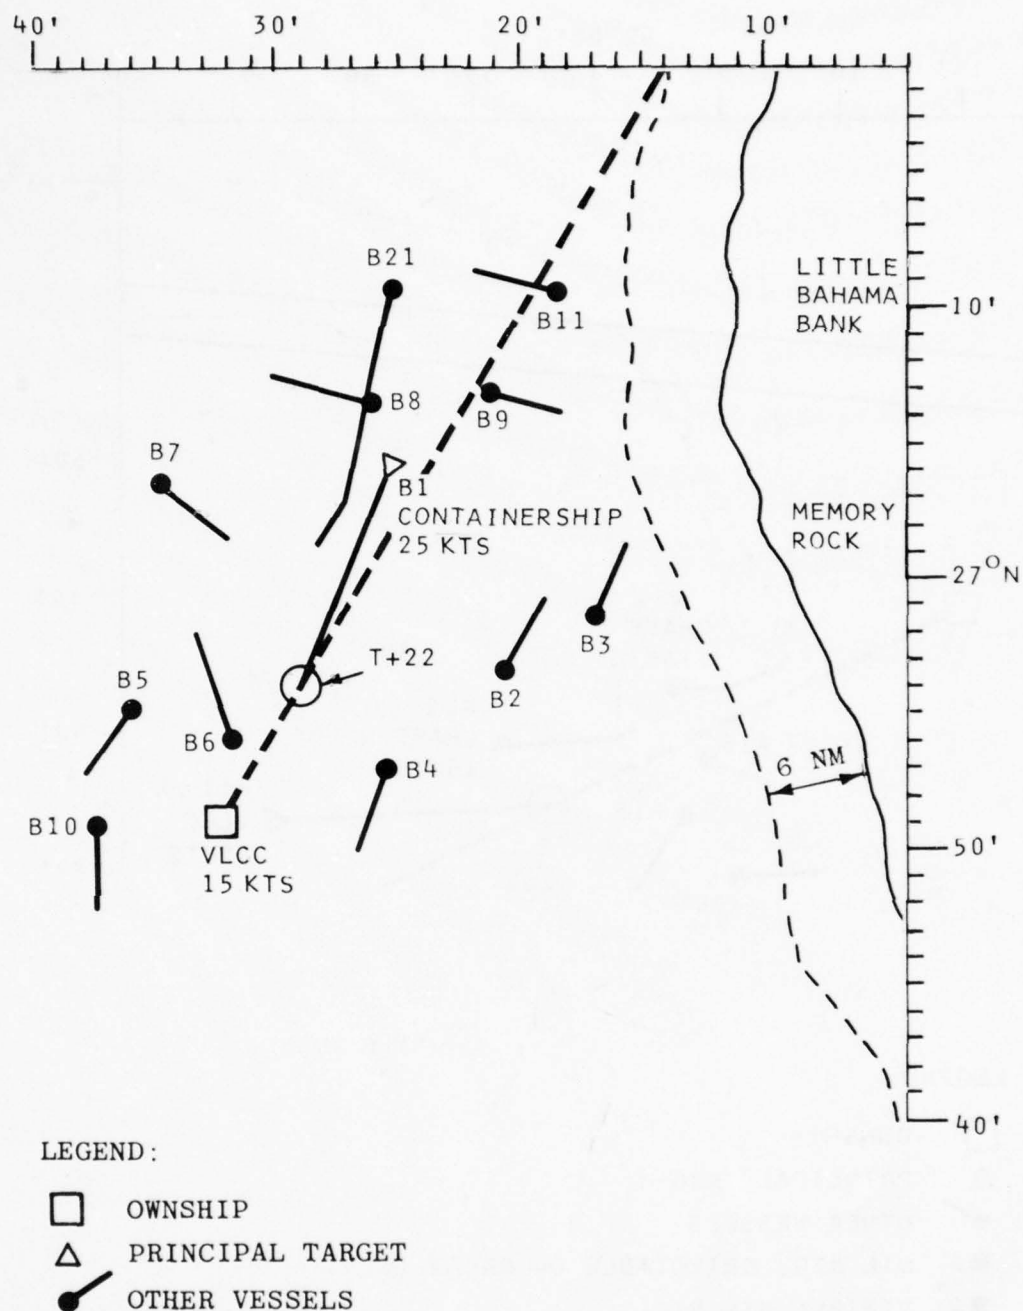 40' 30' 20' 10'
B21
LITTLE
BAHAMA
BANK
10'
B11
B8
B9
B7
B1
CONTAINERSHIP
25 KTS
MEMORY
ROCK
27°N
B3
T+22
B2
B5
B6
B4
6 NM
B10
VLCC
15 KTS
50'
40'
LEGEND:
OWNSHIP
PRINCIPAL TARGET
OTHER VESSELS